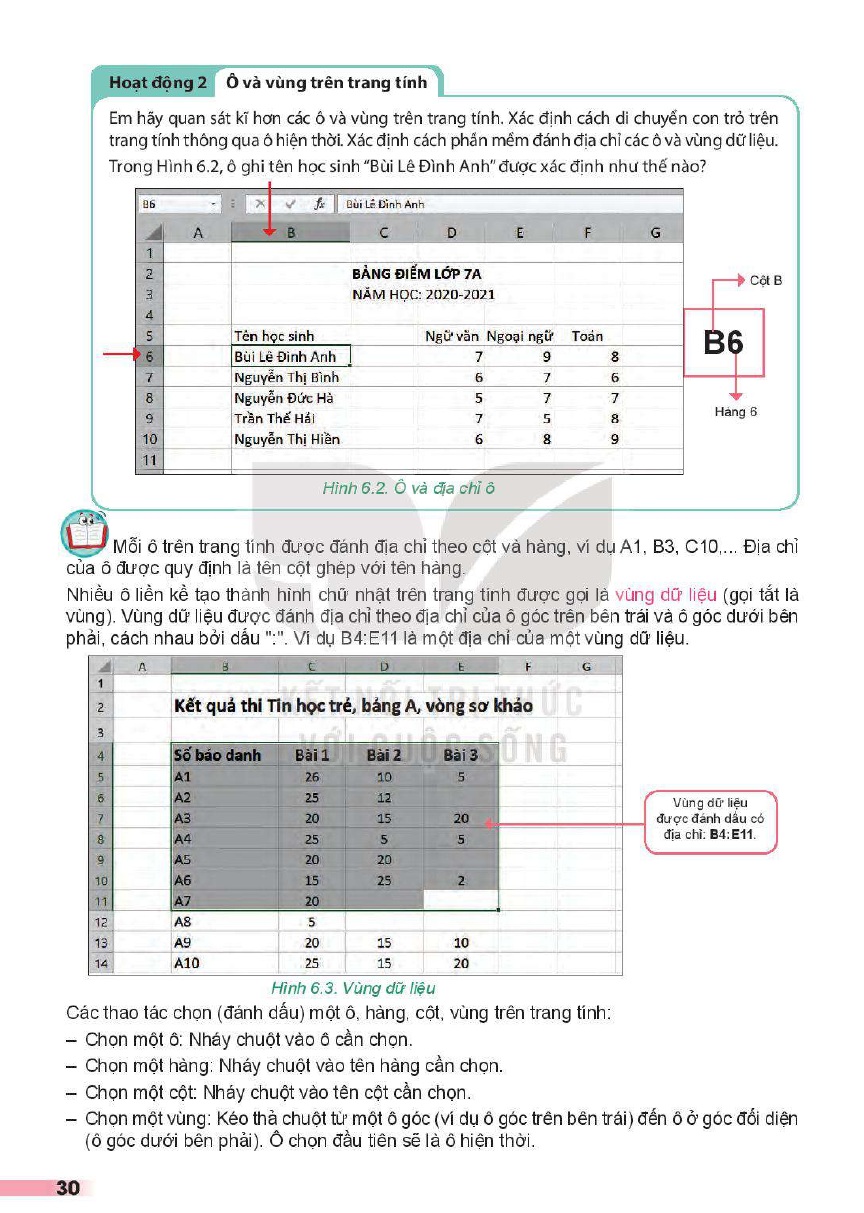 Hoạt động 2 Ô và vùng trên trang tính
Em hãy quan sát kĩ hơn các ô và vùng trên trang tính. Xác định cách di chuyển con trỏ trên
trang tính thông qua ô hiện thời. Xác định cách phần mềm đánh địa chỉ các ô và vùng dữ liệu.
Trong Hình 6.2, ô ghi tên học sinh “Bùi Lê Đình Anh” được xác định như thế nào?
B6 fx Bùi Lê Đình Anh
A B C D E F G
1
2 BẢNG ĐIỂM LỚP 7A
3 NĂM HỌC: 2020-2021
4
5 Tên học sinh Ngữ văn Ngoại ngữ Toán
6 Bùi Lê Đình Anh 7 9 8
7 Nguyễn Thị Bình 6 7 6
8 Nguyễn Đức Hà 5 7 7
9 Trần Thế Hải 7 5 8
10 Nguyễn Thị Hiền 6 8 9
11
Cột B
B6
Hàng 6
Hình 6.2. Ô và địa chỉ ô
Mỗi ô trên trang tính được đánh địa chỉ theo cột và hàng, ví dụ A1, B3, C10,... Địa chỉ
của ô được quy định là tên cột ghép với tên hàng.
Nhiều ô liền kề tạo thành hình chữ nhật trên trang tính được gọi là vùng dữ liệu (gọi tắt là
vùng). Vùng dữ liệu được đánh địa chỉ theo địa chỉ của ô góc trên bên trái và ô góc dưới bên
phải, cách nhau bởi dấu ":". Ví dụ B4:E11 là một địa chỉ của một vùng dữ liệu.
A B C D E F G
1
2 Kết quả thi Tin học trẻ, bảng A, vòng sơ khảo
3
4 Số báo danh Bài 1 Bài 2 Bài 3
5 A1 26 10 5
6 A2 25 12
7 A3 20 15 20
8 A4 25 5 5
9 A5 20 20
10 A6 15 25 2
11 A7 20
12 A8 5
13 A9 20 15 10
14 A10 25 15 20
KẾT NỐI TRI THỨC
VỚI CUỘC SỐNG
Vùng dữ liệu
được đánh dấu có
địa chỉ: B4:E11.
Hình 6.3. Vùng dữ liệu
Các thao tác chọn (đánh dấu) một ô, hàng, cột, vùng trên trang tính:
– Chọn một ô: Nháy chuột vào ô cần chọn.
– Chọn một hàng: Nháy chuột vào tên hàng cần chọn.
– Chọn một cột: Nháy chuột vào tên cột cần chọn.
– Chọn một vùng: Kéo thả chuột từ một ô góc (ví dụ ô góc trên bên trái) đến ô ở góc đối diện
(ô góc dưới bên phải). Ô chọn đầu tiên sẽ là ô hiện thời.
30